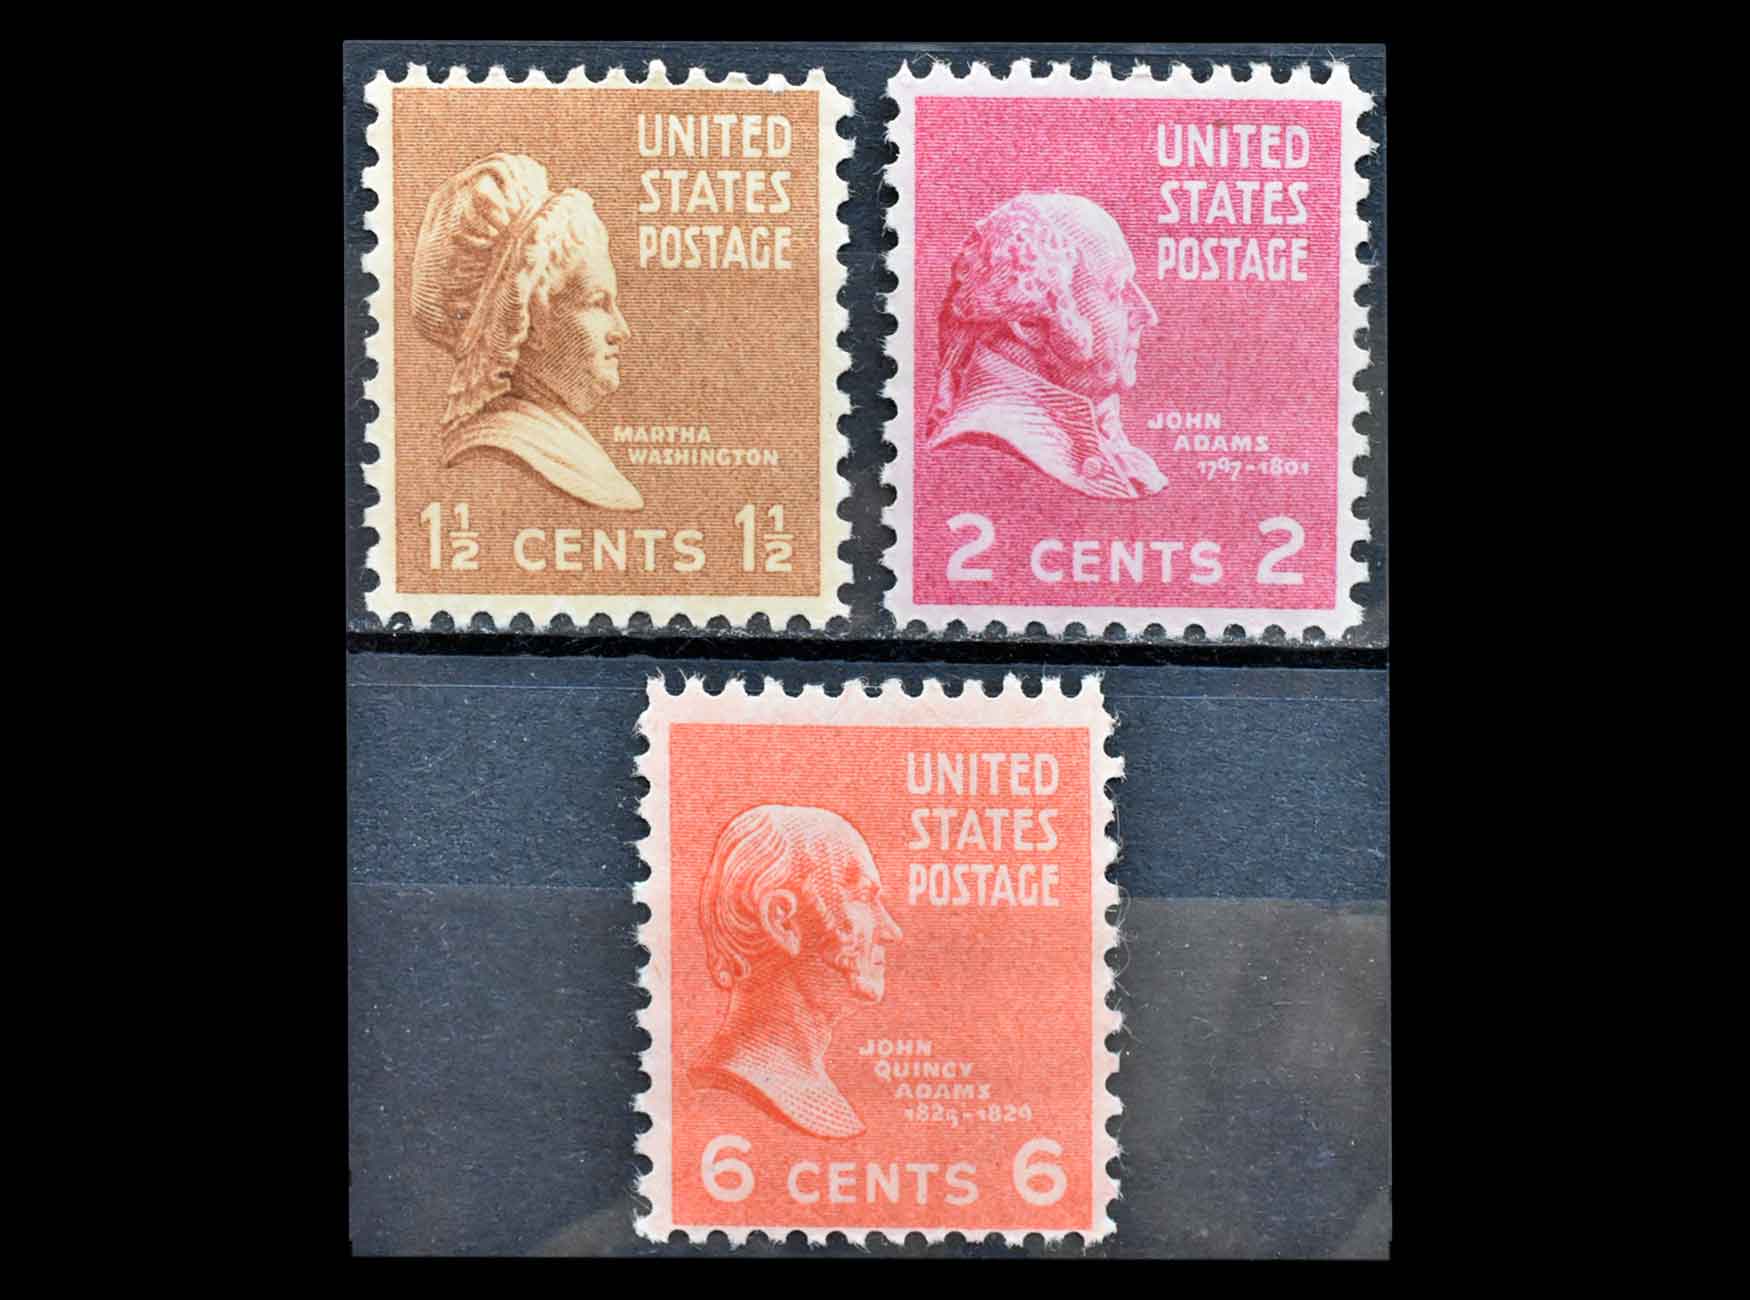 UNITED
STATES
POSTAGE
MARTHA
WASHINGTON
1½ CENTS 1½
UNITED
STATES
POSTAGE
JOHN
ADAMS
1797-1801
2 CENTS 2
UNITED
STATES
POSTAGE
JOHN
QUINCY
ADAMS
1825-1829
6 CENTS 6